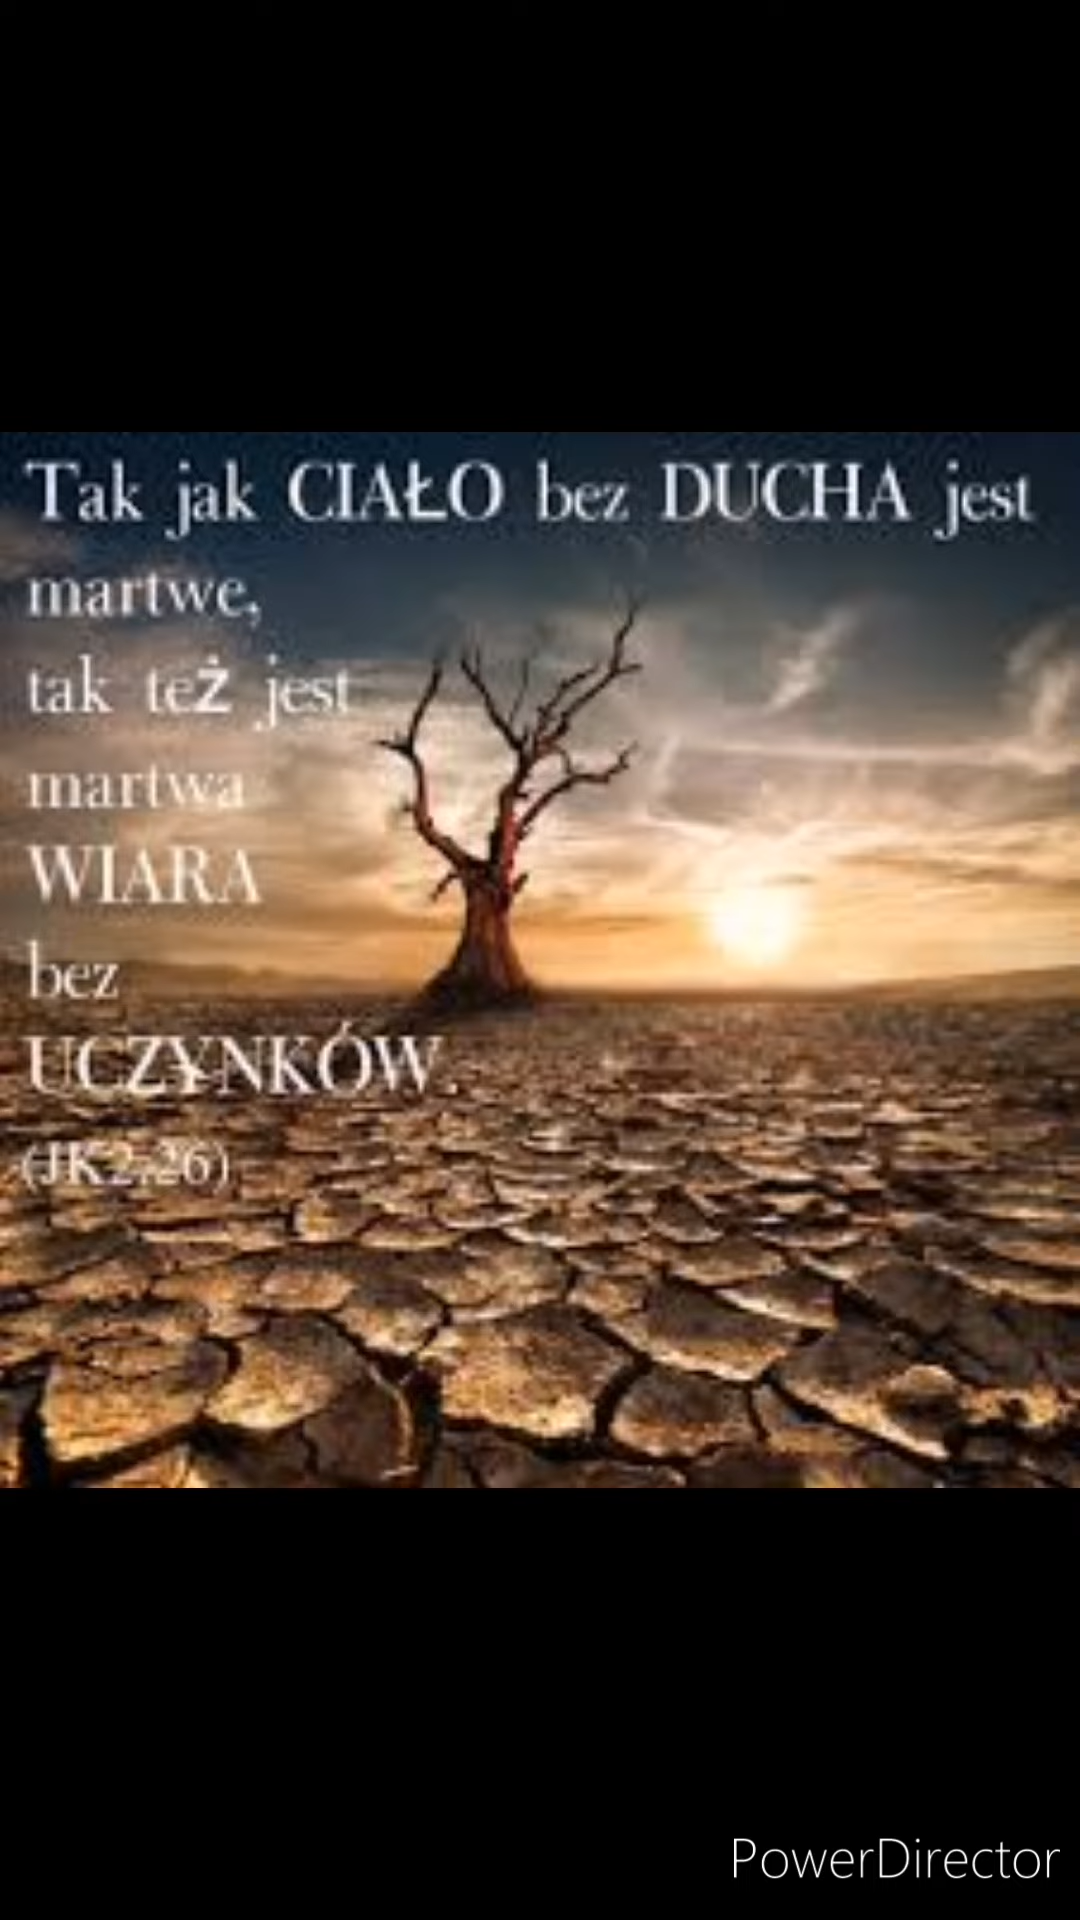 Tak jak CIAŁO bez DUCHA jest
martwe,
tak też jest
martwa
WIARA
bez
UCZYNKÓW.
(JK2,26)
PowerDirector